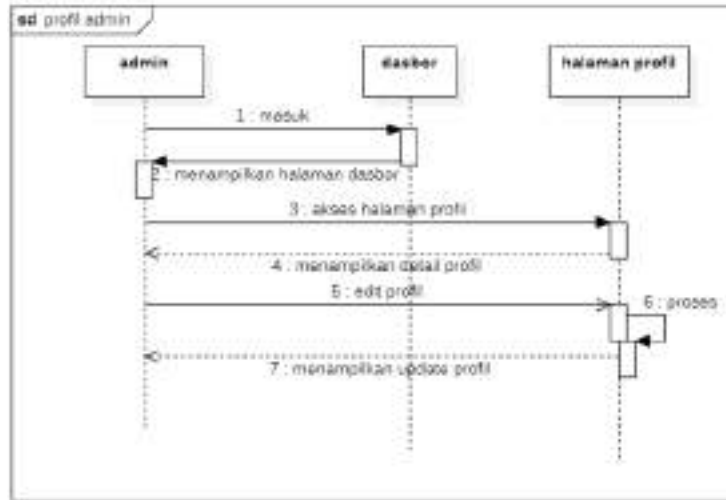 sd profil admin
admin
dasbor
halaman profil
1 : masuk
2 : menampilkan halaman dasbor
3 : akses halaman profil
4 : menampilkan detail profil
5 : edit profil
6 : proses
7 : menampilkan update profil